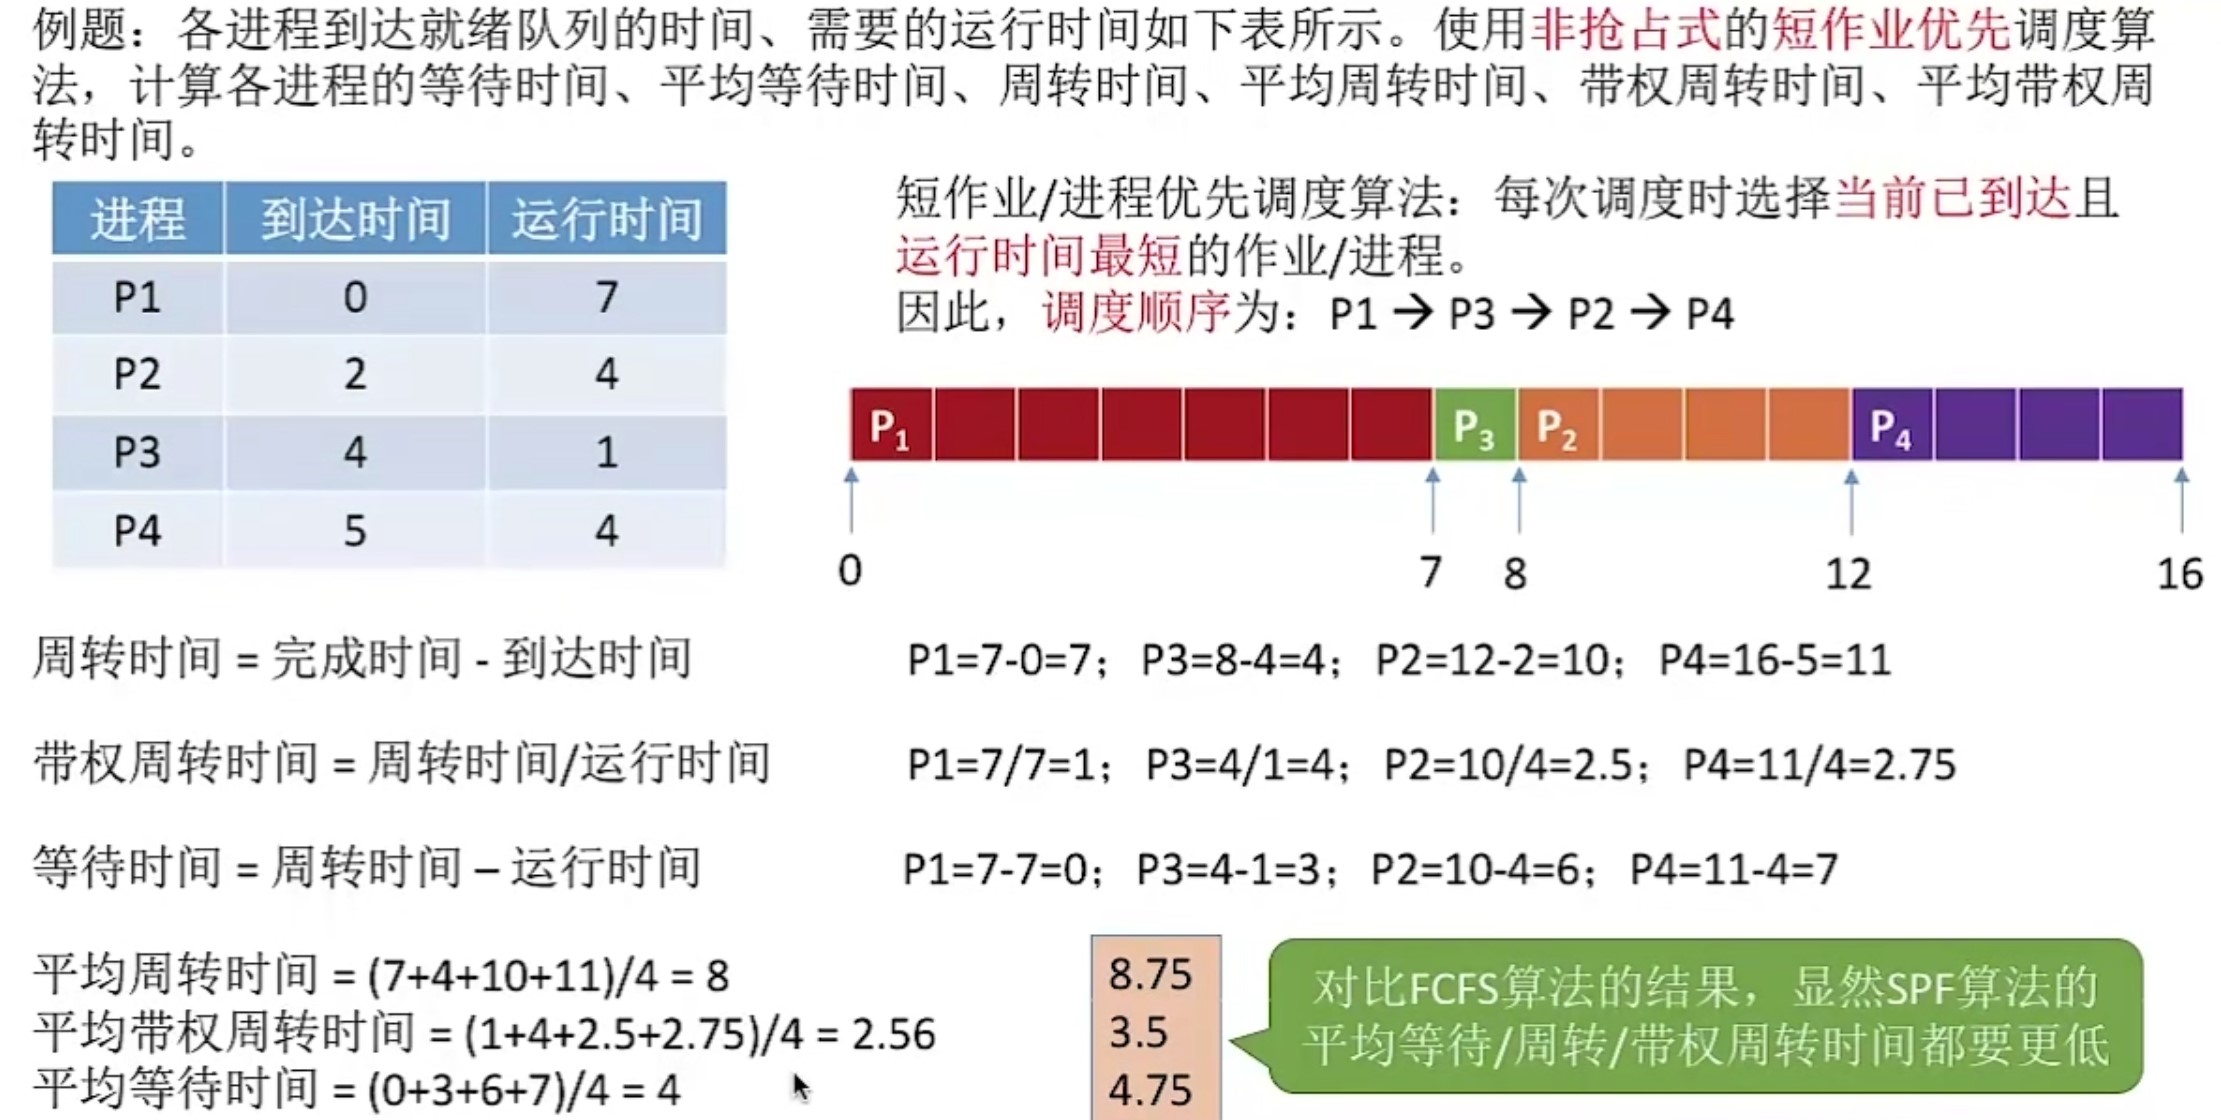 例题：各进程到达就绪队列的时间、需要的运行时间如下表所示。使用非抢占式的短作业优先调度算
法，计算各进程的等待时间、平均等待时间、周转时间、平均周转时间、带权周转时间、平均带权周
转时间。
进程 到达时间 运行时间
P1 0 7
P2 2 4
P3 4 1
P4 5 4
短作业/进程优先调度算法：每次调度时选择当前已到达且
运行时间最短的作业/进程。
因此，调度顺序为：P1 → P3 → P2 → P4
P1 P3 P2 P4
0 7 8 12 16
周转时间 = 完成时间 - 到达时间
P1=7-0=7；P3=8-4=4；P2=12-2=10；P4=16-5=11
带权周转时间 = 周转时间/运行时间
P1=7/7=1；P3=4/1=4；P2=10/4=2.5；P4=11/4=2.75
等待时间 = 周转时间 – 运行时间
P1=7-7=0；P3=4-1=3；P2=10-4=6；P4=11-4=7
平均周转时间 = (7+4+10+11)/4 = 8
平均带权周转时间 = (1+4+2.5+2.75)/4 = 2.56
平均等待时间 = (0+3+6+7)/4 = 4
8.75
3.5
4.75
对比FCFS算法的结果，显然SPF算法的
平均等待/周转/带权周转时间都要更低